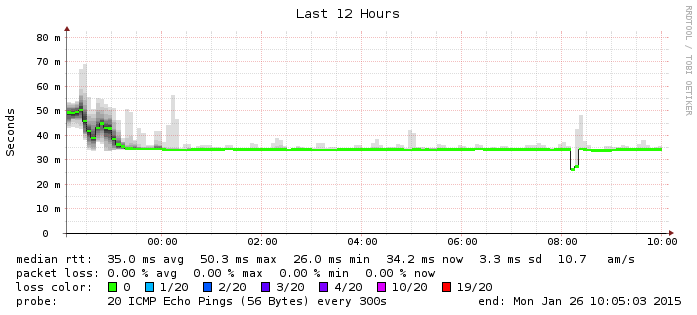 Last 12 Hours
RRDTOOL / TOBI OETIKER
Seconds
80 m
70 m
60 m
50 m
40 m
30 m
20 m
10 m
0
00:00 02:00 04:00 06:00 08:00 10:00
median rtt: 35.0 ms avg 50.3 ms max 26.0 ms min 34.2 ms now 3.3 ms sd 10.7 am/s
packet loss: 0.00 % avg 0.00 % max 0.00 % min 0.00 % now
loss color: 0 1/20 2/20 3/20 4/20 10/20 19/20
probe: 20 ICMP Echo Pings (56 Bytes) every 300s end: Mon Jan 26 10:05:03 2015